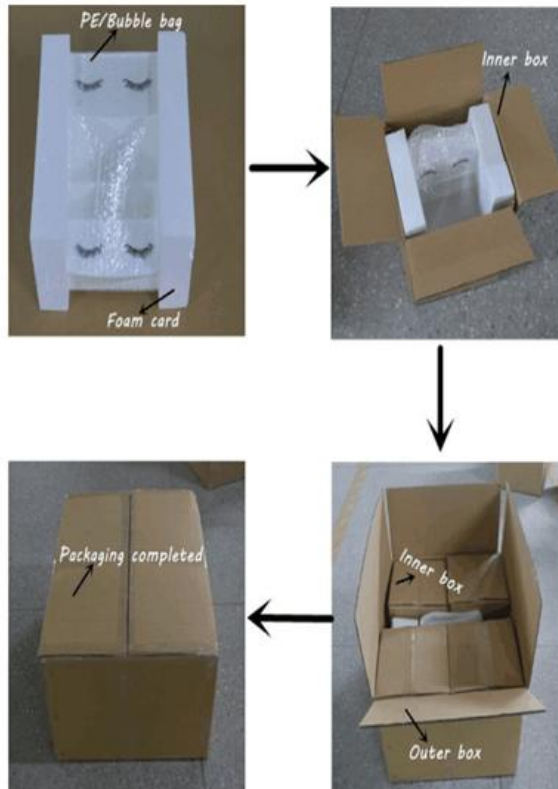 PE/Bubble bag
Foam card
Inner box
Inner box
Outer box
Packaging completed